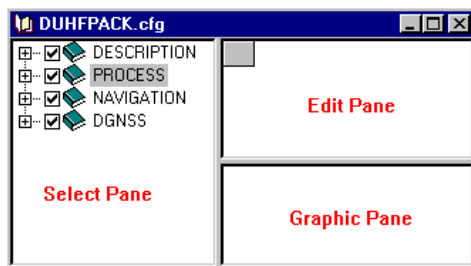 DUHFPACK.cfg
DESCRIPTION
PROCESS
NAVIGATION
DGNSS
Select Pane
Edit Pane
Graphic Pane